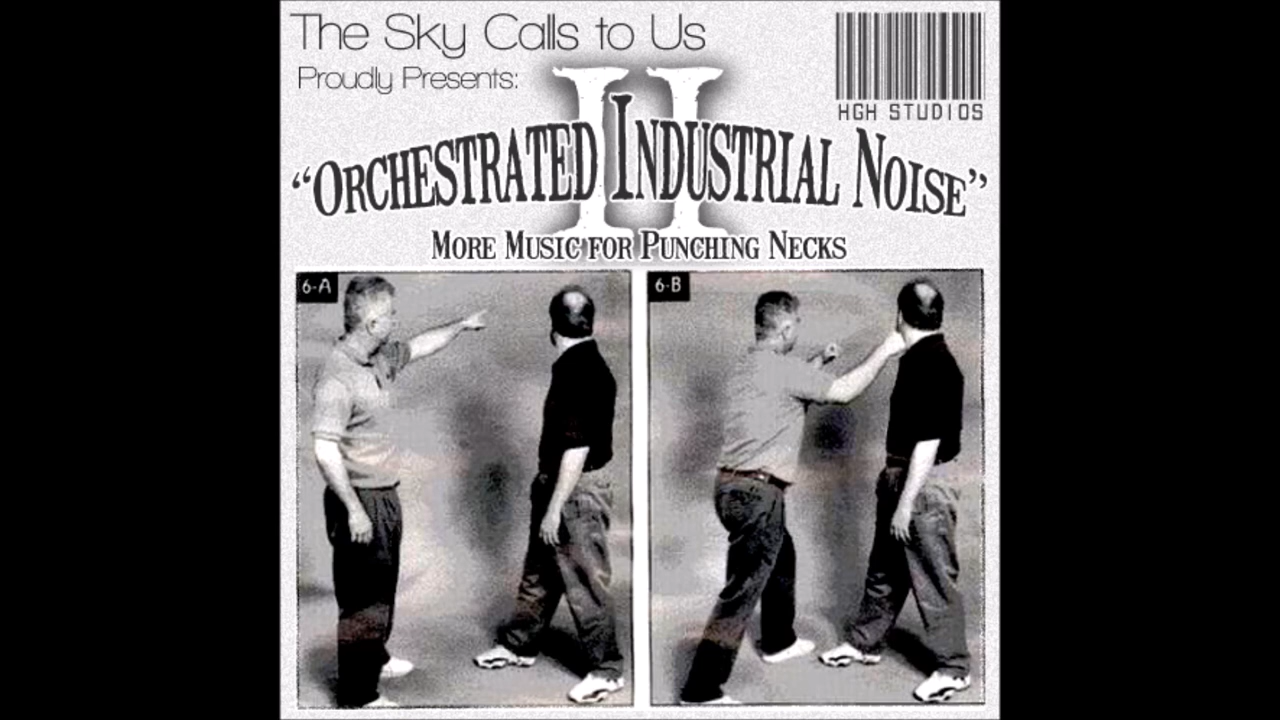 The Sky Calls to Us
Proudly Presents:
HGH STUDIOS
II
“Orchestrated Industrial Noise”
More Music for Punching Necks
6-A
6-B